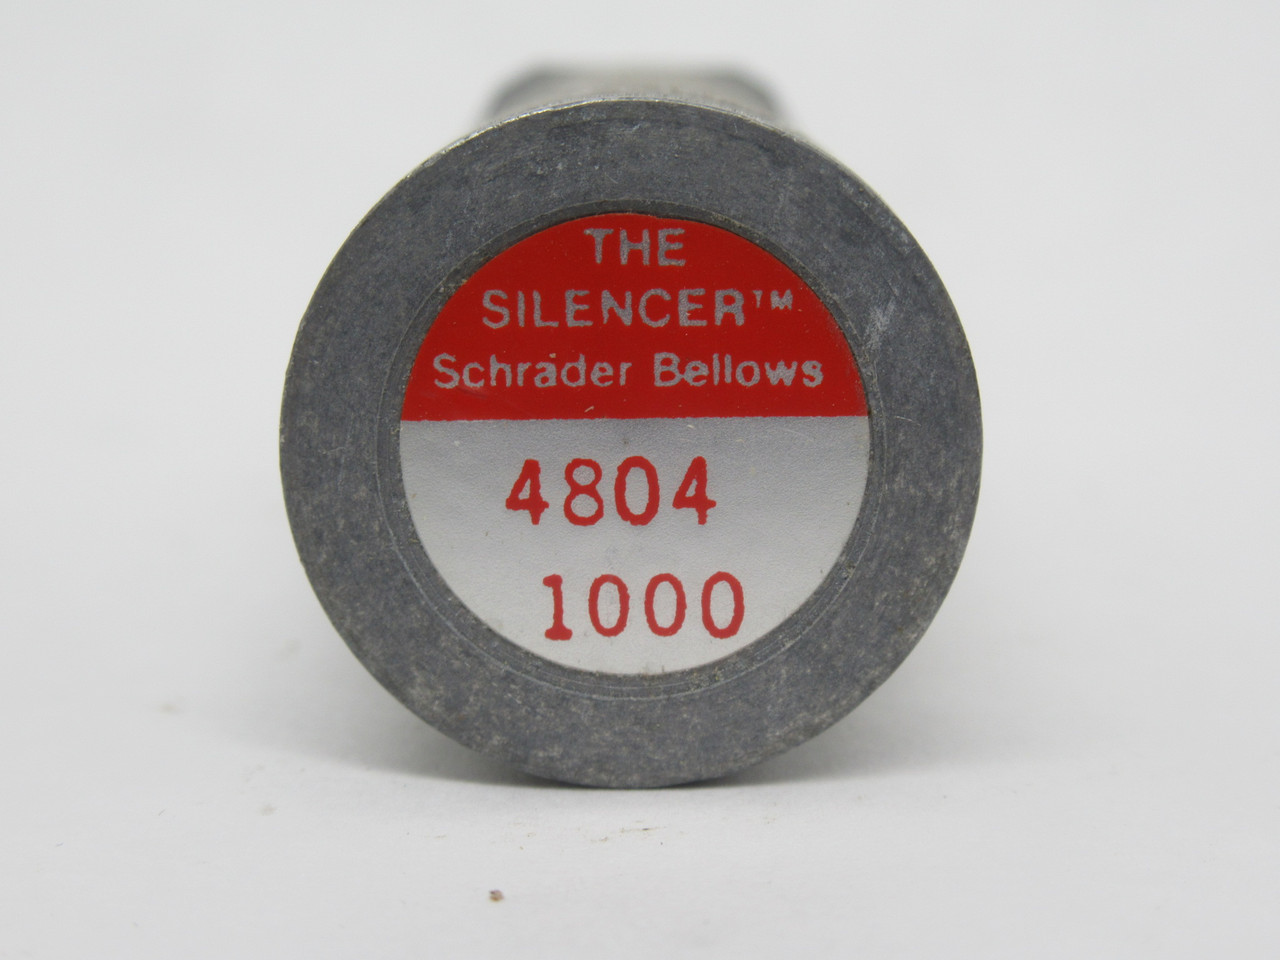 THE
SILENCER™
Schrader Bellows
4804
1000